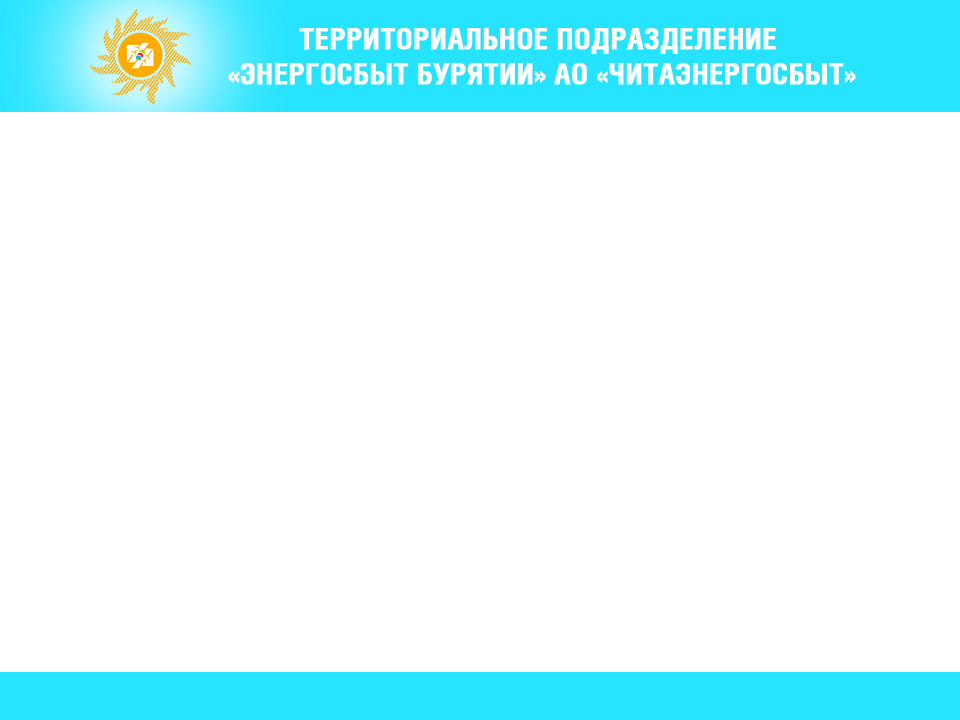 ТЕРРИТОРИАЛЬНОЕ ПОДРАЗДЕЛЕНИЕ
«ЭНЕРГОСБЫТ БУРЯТИИ» АО «ЧИТАЭНЕРГОСБЫТ»